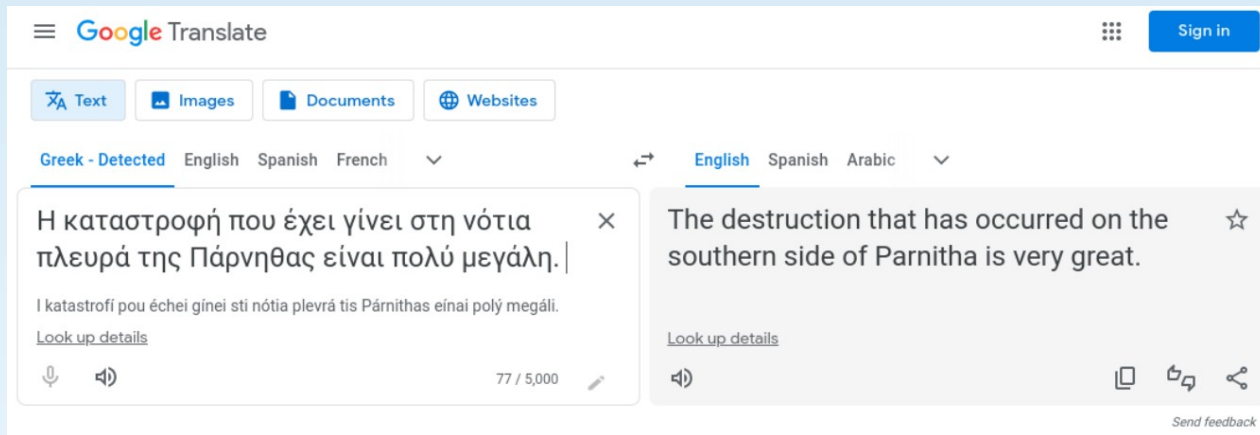 Google Translate
Sign in
Text Images Documents Websites
Greek - Detected English Spanish French
English Spanish Arabic
Η καταστροφή που έχει γίνει στη νότια
πλευρά της Πάρνηθας είναι πολύ μεγάλη.
I katastrofí pou échei gínei sti nótia plevrá tis Párnithas eínai polý megáli.
Look up details
77 / 5,000
The destruction that has occurred on the
southern side of Parnitha is very great.
Look up details
Send feedback